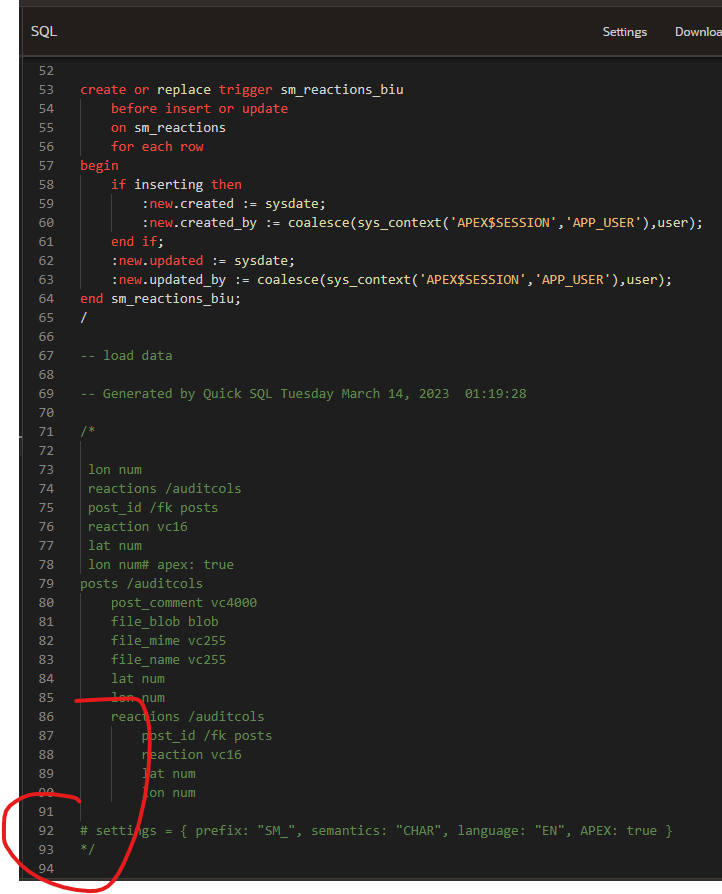 SQL
Settings
Downloa
52
53 create or replace trigger sm_reactions_biu
54     before insert or update
55     on sm_reactions
56     for each row
57 begin
58     if inserting then
59         :new.created := sysdate;
60         :new.created_by := coalesce(sys_context('APEX$SESSION','APP_USER'),user);
61     end if;
62     :new.updated := sysdate;
63     :new.updated_by := coalesce(sys_context('APEX$SESSION','APP_USER'),user);
64 end sm_reactions_biu;
65 /
66
67 -- load data
68
69 -- Generated by Quick SQL Tuesday March 14, 2023  01:19:28
70
71 /*
72
73  lon num
74  reactions /auditcols
75  post_id /fk posts
76  reaction vc16
77  lat num
78  lon num# apex: true
79 posts /auditcols
80     post_comment vc4000
81     file_blob blob
82     file_mime vc255
83     file_name vc255
84     lat num
85     lon num
86     reactions /auditcols
87         post_id /fk posts
88         reaction vc16
89         lat num
90         lon num
91
92 # settings = { prefix: "SM_", semantics: "CHAR", language: "EN", APEX: true }
93 */
94